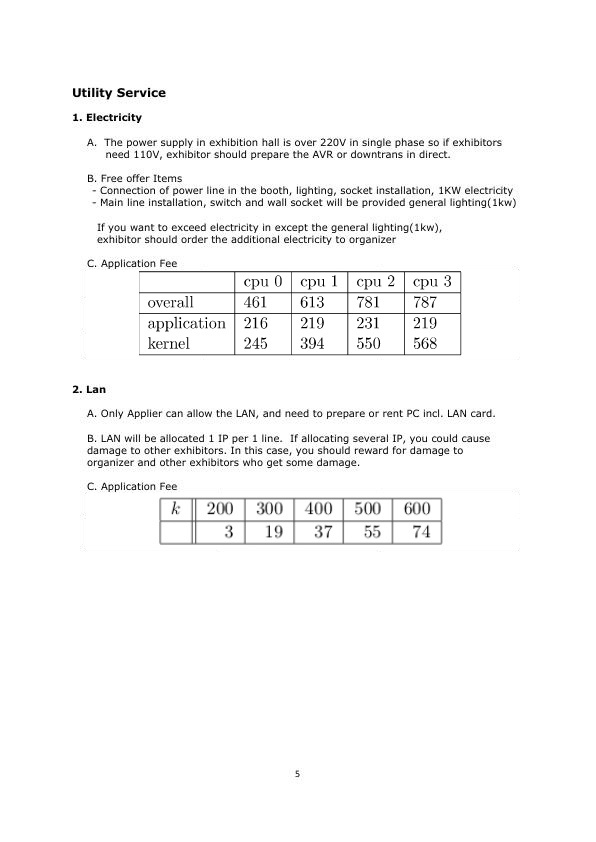 Utility Service
1. Electricity
A. The power supply in exhibition hall is over 220V in single phase so if exhibitors
need 110V, exhibitor should prepare the AVR or downtrans in direct.
B. Free offer Items
- Connection of power line in the booth, lighting, socket installation, 1KW electricity
- Main line installation, switch and wall socket will be provided general lighting(1kw)
If you want to exceed electricity in except the general lighting(1kw),
exhibitor should order the additional electricity to organizer
C. Application Fee
cpu 0 cpu 1 cpu 2 cpu 3
overall 461 613 781 787
application 216 219 231 219
kernel 245 394 550 568
2. Lan
A. Only Applier can allow the LAN, and need to prepare or rent PC incl. LAN card.
B. LAN will be allocated 1 IP per 1 line. If allocating several IP, you could cause
damage to other exhibitors. In this case, you should reward for damage to
organizer and other exhibitors who get some damage.
C. Application Fee
k 200 300 400 500 600
3 19 37 55 74
5